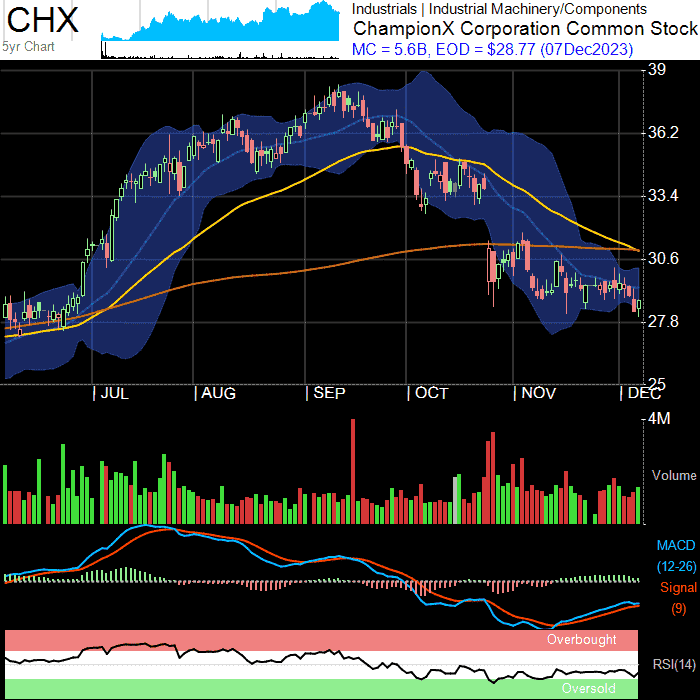 CHX
5yr Chart
Industrials | Industrial Machinery/Components
ChampionX Corporation Common Stock
MC = 5.6B, EOD = $28.77 (07Dec2023)
39
36.2
33.4
30.6
27.8
25
| JUL | AUG | SEP | OCT | NOV | DEC
4M
Volume
MACD
(12-26)
Signal
(9)
Overbought
RSI(14)
Oversold